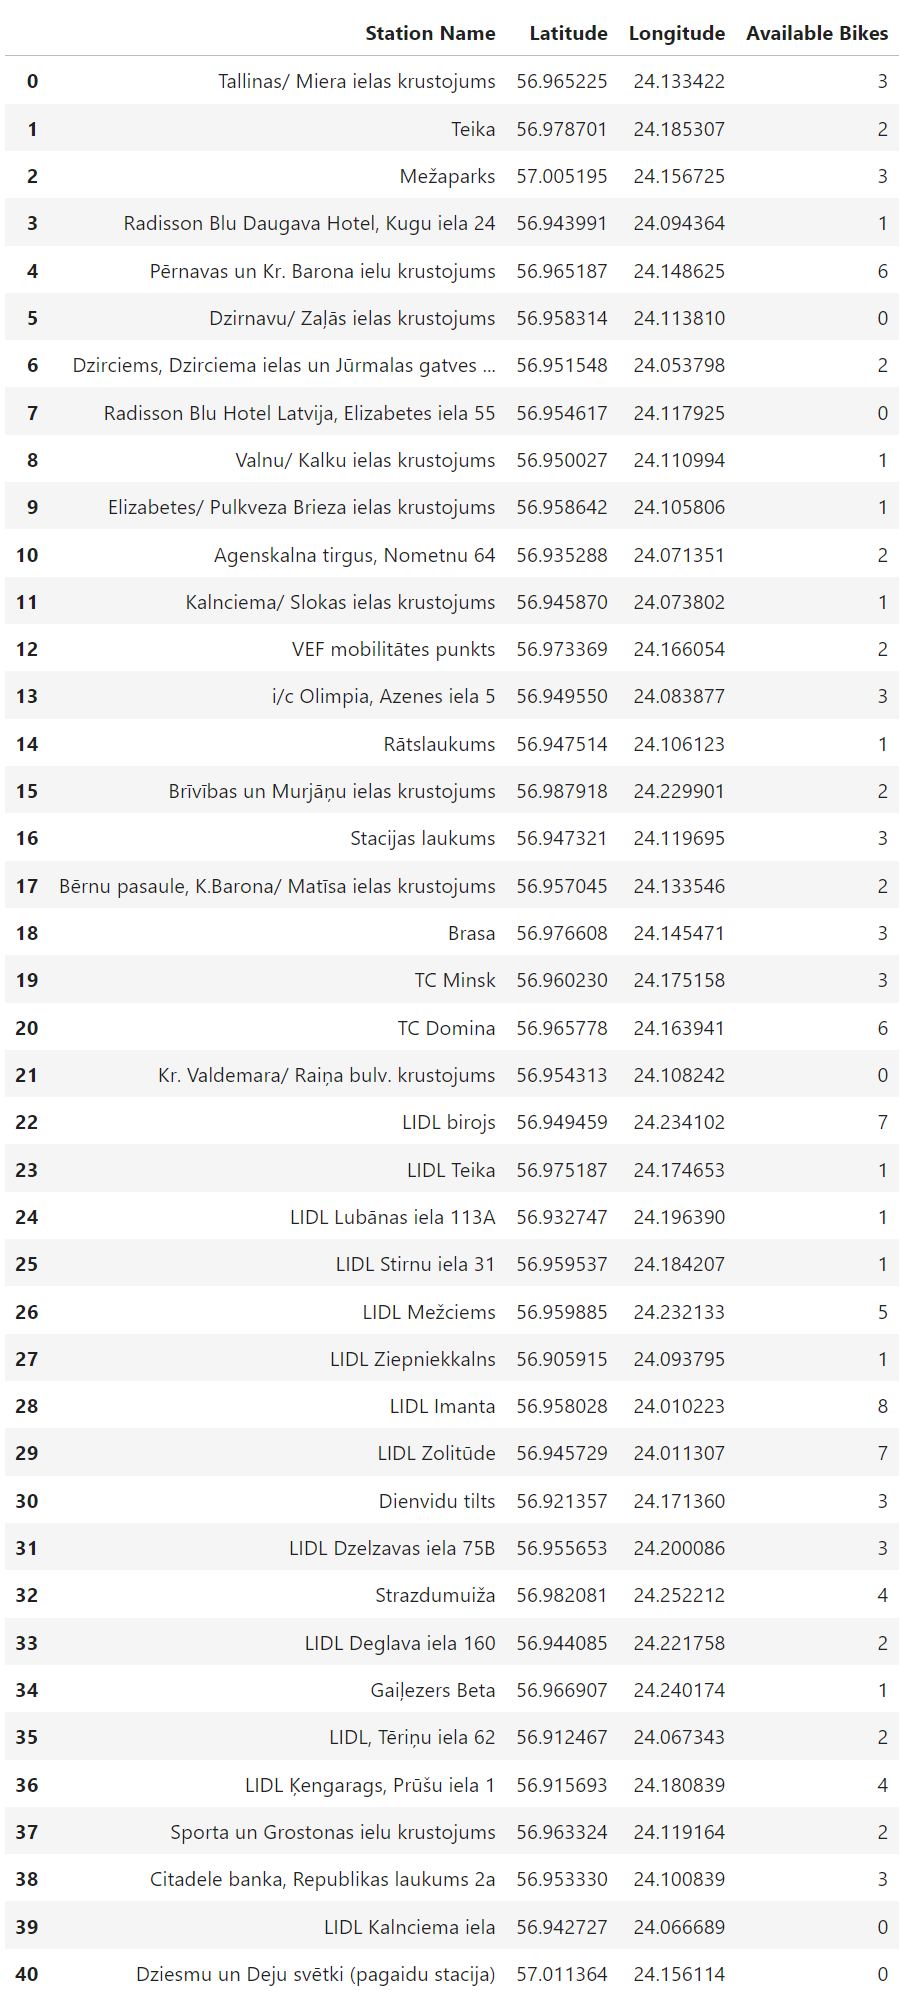 Station Name Latitude Longitude Available Bikes
0 Tallinas/ Miera ielas krustojums 56.965225 24.133422 3
1 Teika 56.978701 24.185307 2
2 Mežaparks 57.005195 24.156725 3
3 Radisson Blu Daugava Hotel, Kugu iela 24 56.943991 24.094364 1
4 Pērnavas un Kr. Barona ielu krustojums 56.965187 24.148625 6
5 Dzirnavu/ Zaļās ielas krustojums 56.958314 24.113810 0
6 Dzirciems, Dzirciema ielas un Jūrmalas gatves ... 56.951548 24.053798 2
7 Radisson Blu Hotel Latvija, Elizabetes iela 55 56.954617 24.117925 0
8 Valnu/ Kalku ielas krustojums 56.950027 24.110994 1
9 Elizabetes/ Pulkveza Brieza ielas krustojums 56.958642 24.105806 1
10 Agenskalna tirgus, Nometnu 64 56.935288 24.071351 2
11 Kalnciema/ Slokas ielas krustojums 56.945870 24.073802 1
12 VEF mobilitātes punkts 56.973369 24.166054 2
13 i/c Olimpia, Azenes iela 5 56.949550 24.083877 3
14 Rātslaukums 56.947514 24.106123 1
15 Brīvības un Murjāņu ielas krustojums 56.987918 24.229901 2
16 Stacijas laukums 56.947321 24.119695 3
17 Bērnu pasaule, K.Barona/ Matīsa ielas krustojums 56.957045 24.133546 2
18 Brasa 56.976608 24.145471 3
19 TC Minsk 56.960230 24.175158 3
20 TC Domina 56.965778 24.163941 6
21 Kr. Valdemara/ Raiņa bulv. krustojums 56.954313 24.108242 0
22 LIDL birojs 56.949459 24.234102 7
23 LIDL Teika 56.975187 24.174653 1
24 LIDL Lubānas iela 113A 56.932747 24.196390 1
25 LIDL Stirnu iela 31 56.959537 24.184207 1
26 LIDL Mežciems 56.959885 24.232133 5
27 LIDL Ziepniekkalns 56.905915 24.093795 1
28 LIDL Imanta 56.958028 24.010223 8
29 LIDL Zolitūde 56.945729 24.011307 7
30 Dienvidu tilts 56.921357 24.171360 3
31 LIDL Dzelzavas iela 75B 56.955653 24.200086 3
32 Strazdumuiža 56.982081 24.252212 4
33 LIDL Deglava iela 160 56.944085 24.221758 2
34 Gaiļezers Beta 56.966907 24.240174 1
35 LIDL, Tēriņu iela 62 56.912467 24.067343 2
36 LIDL Ķengarags, Prūšu iela 1 56.915693 24.180839 4
37 Sporta un Grostonas ielu krustojums 56.963324 24.119164 2
38 Citadele banka, Republikas laukums 2a 56.953330 24.100839 3
39 LIDL Kalnciema iela 56.942727 24.066689 0
40 Dziesmu un Deju svētki (pagaidu stacija) 57.011364 24.156114 0